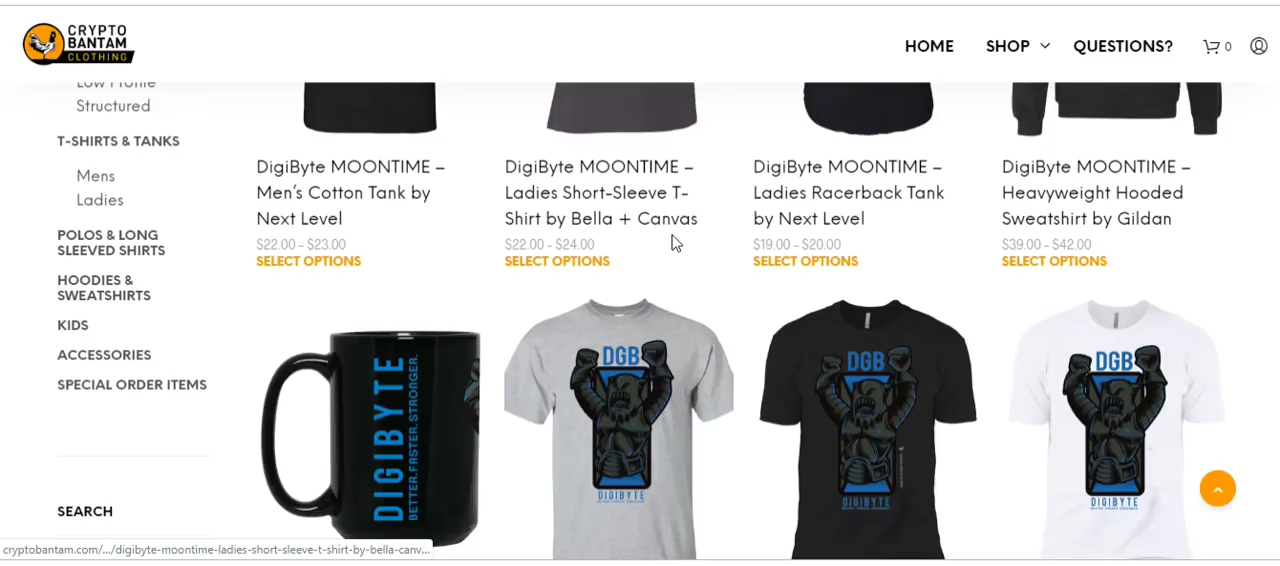 CRYPTO
BANTAM
CLOTHING
HOME
SHOP
QUESTIONS?
0
Low Profile
Structured
T-SHIRTS & TANKS
Mens
Ladies
POLOS & LONG
SLEEVED SHIRTS
HOODIES &
SWEATSHIRTS
KIDS
ACCESSORIES
SPECIAL ORDER ITEMS
SEARCH
DigiByte MOONTIME –
Men's Cotton Tank by
Next Level
$22.00 - $23.00
SELECT OPTIONS
DigiByte MOONTIME –
Ladies Short-Sleeve T-
Shirt by Bella + Canvas
$22.00 - $24.00
SELECT OPTIONS
DigiByte MOONTIME –
Ladies Racerback Tank
by Next Level
$19.00 - $20.00
SELECT OPTIONS
DigiByte MOONTIME –
Heavyweight Hooded
Sweatshirt by Gildan
$39.00 - $42.00
SELECT OPTIONS
DIGIBYTE
BETTER. FASTER. STRONGER.
DGB
DIGIBYTE
DGB
DIGIBYTE
DGB
DIGIBYTE
cryptobantam.com/.../digibyte-moontime-ladies-short-sleeve-t-shirt-by-bella-canv...